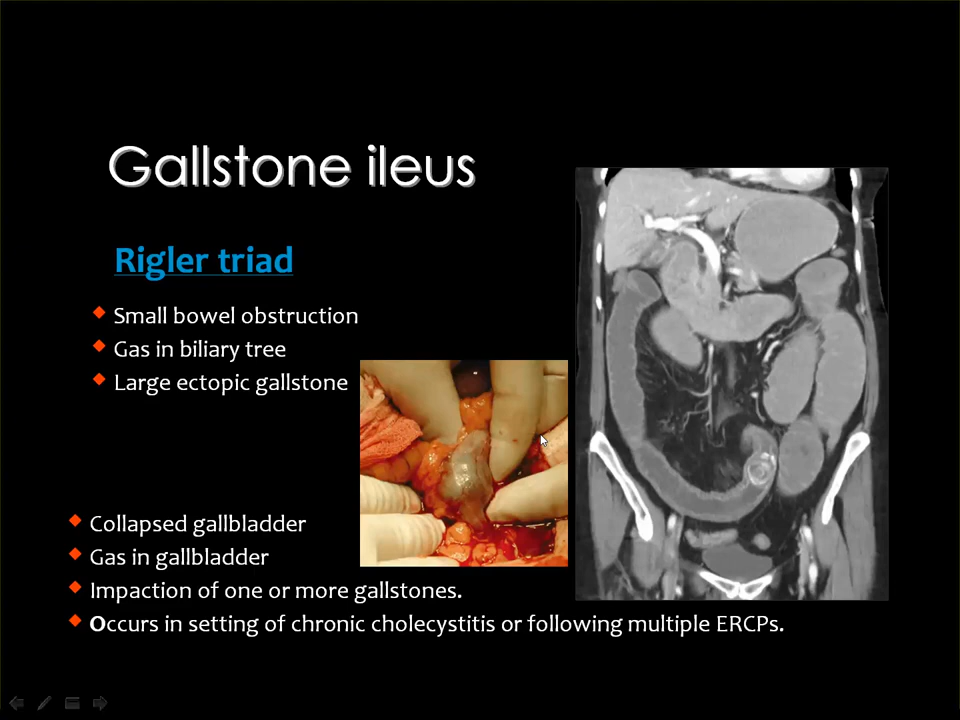 Gallstone ileus
Rigler triad
Small bowel obstruction
Gas in biliary tree
Large ectopic gallstone
Collapsed gallbladder
Gas in gallbladder
Impaction of one or more gallstones.
Occurs in setting of chronic cholecystitis or following multiple ERCPs.